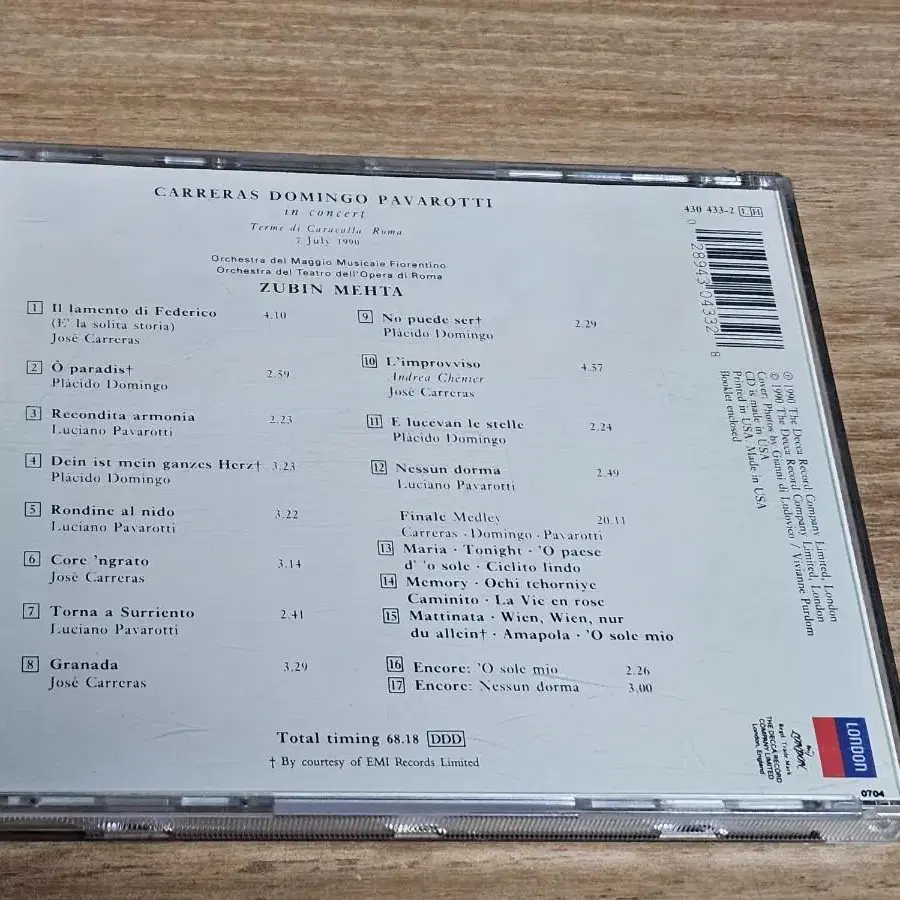 CARRERAS DOMINGO PAVAROTTI
in concert
Terme di Caracalla Roma
7 July 1990
Orchestra del Maggio Musicale Fiorentino
Orchestra del Teatro dell'Opera di Roma
ZUBIN MEHTA
1 Il lamento di Federico 4.10
(E' la solita storia)
José Carreras
2 Ô paradis† 2.59
Plácido Domingo
3 Recondita armonia 2.23
Luciano Pavarotti
4 Dein ist mein ganzes Herz† 3.23
Plácido Domingo
5 Rondine al nido 3.22
Luciano Pavarotti
6 Core 'ngrato 3.14
José Carreras
7 Torna a Surriento 2.41
Luciano Pavarotti
8 Granada 3.29
José Carreras
9 No puede ser† 2.29
Plácido Domingo
10 L'improvviso 4.37
Andrea Chénier
José Carreras
11 E lucevan le stelle 2.24
Plácido Domingo
12 Nessun dorma 2.49
Luciano Pavarotti
Finale Medley 20.11
Carreras · Domingo · Pavarotti
13 Maria · Tonight · 'O paese
d' 'o sole · Cielito lindo
14 Memory · Ochi tchorniye
Caminito · La Vie en rose
15 Mattinata · Wien, Wien, nur
du allein† · Amapola · 'O sole mio
16 Encore: 'O sole mio 2.26
17 Encore: Nessun dorma 3.00
Total timing 68.18 DDD
† By courtesy of EMI Records Limited
430 433-2 LH
0 28943 04332 8
℗ 1990 The Decca Record Company Limited, London
© 1990 The Decca Record Company Limited, London
Cover: Photos by Gianni di Ludovico / Vivianne Purdom
CD is made in USA
Printed in USA. Made in USA
Booklet enclosed
LONDON
Regd. Trade Mark
THE DECCA RECORD
COMPANY LIMITED
London, England
LONDON
0704